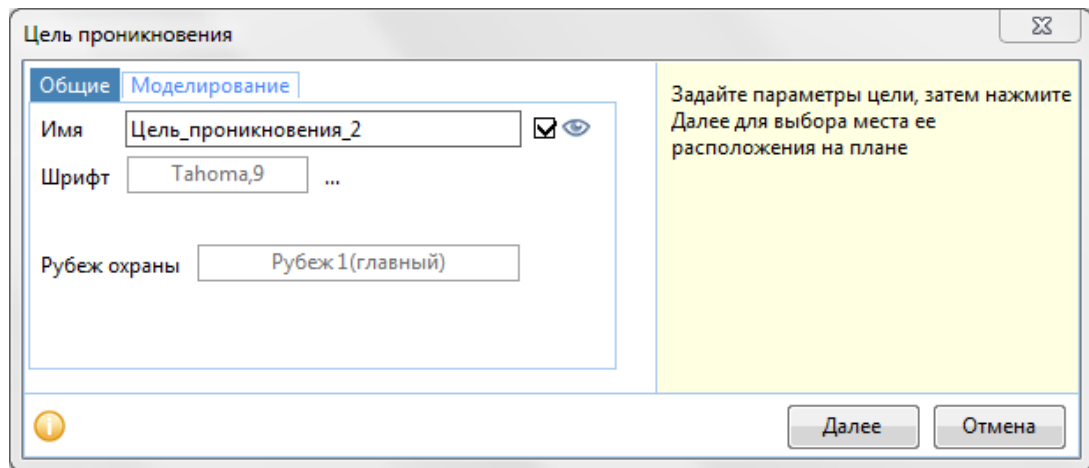 Цель проникновения
Общие Моделирование
Имя Цель_проникновения_2
Шрифт Tahoma,9 ...
Рубеж охраны Рубеж 1(главный)
Задайте параметры цели, затем нажмите
Далее для выбора места ее
расположения на плане
Далее Отмена